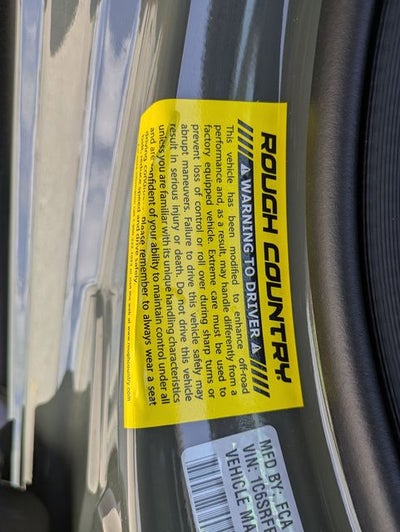 ROUGH COUNTRY
WARNING TO DRIVER
This vehicle has been modified to enhance off-road
performance and, as a result, may handle differently from a
factory equipped vehicle. Extreme care must be used to
prevent loss of control or roll over during sharp turns or
abrupt maneuvers. Failure to drive this vehicle safely may
result in serious injury or death. Do not drive this vehicle
unless you are familiar with its unique handling characteristics
and are confident of your ability to maintain control under all
please remember to always wear a seat
MFD BY: FCA
VIN: 1C6SRF
VEHICLE MA